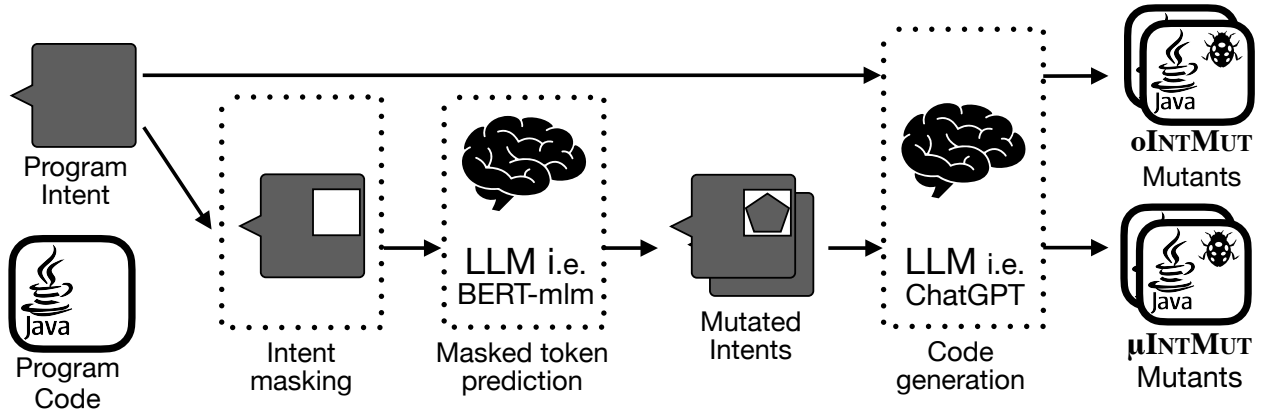 Program
Intent
Java
Program
Code
Intent
masking
LLM i.e.
BERT-mlm
Masked token
prediction
Mutated
Intents
LLM i.e.
ChatGPT
Code
generation
Java
oINTMUT
Mutants
Java
µINTMUT
Mutants